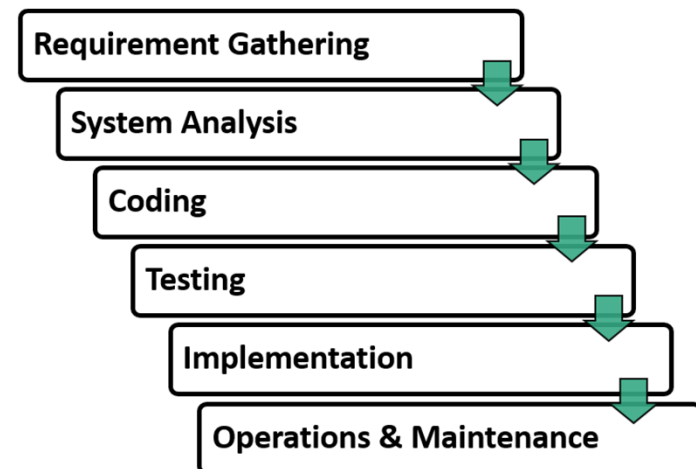 Requirement Gathering
System Analysis
Coding
Testing
Implementation
Operations & Maintenance